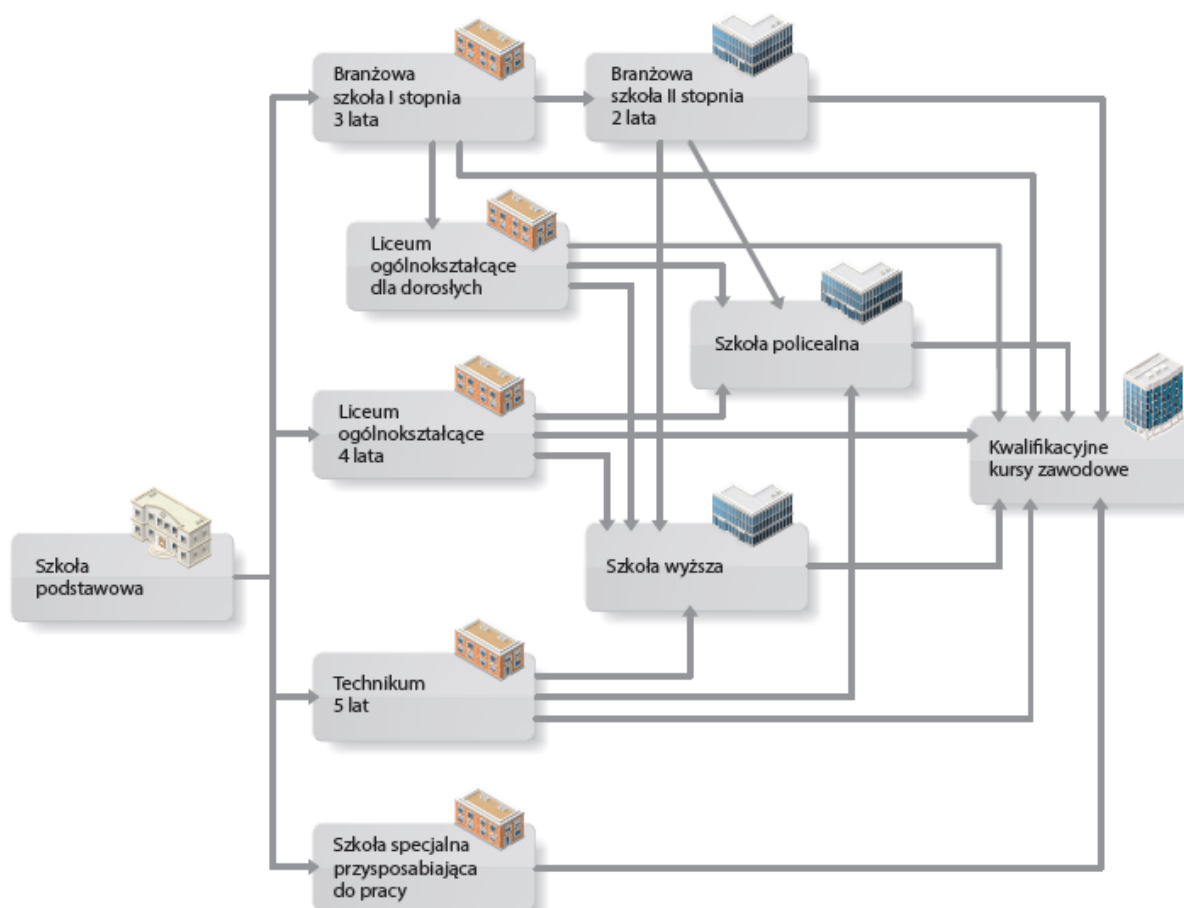 Branżowa
szkoła I stopnia
3 lata
Branżowa
szkoła II stopnia
2 lata
Liceum
ogólnokształcące
dla dorosłych
Szkoła policealna
Liceum
ogólnokształcące
4 lata
Kwalifikacyjne
kursy zawodowe
Szkoła
podstawowa
Szkoła wyższa
Technikum
5 lat
Szkoła specjalna
przysposabiająca
do pracy